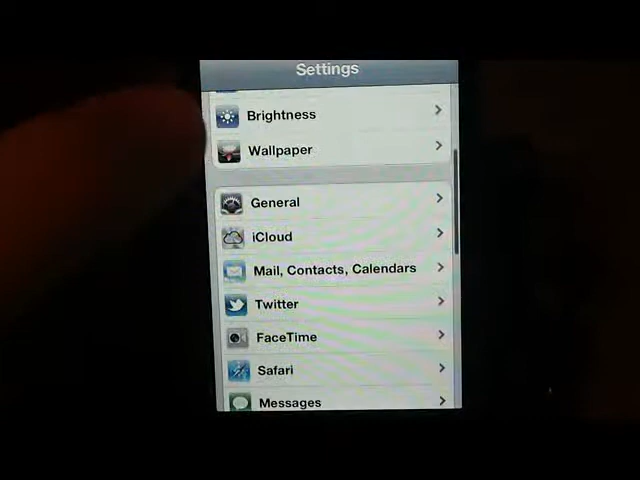 Settings
Brightness
Wallpaper
General
iCloud
Mail, Contacts, Calendars
Twitter
FaceTime
Safari
Messages